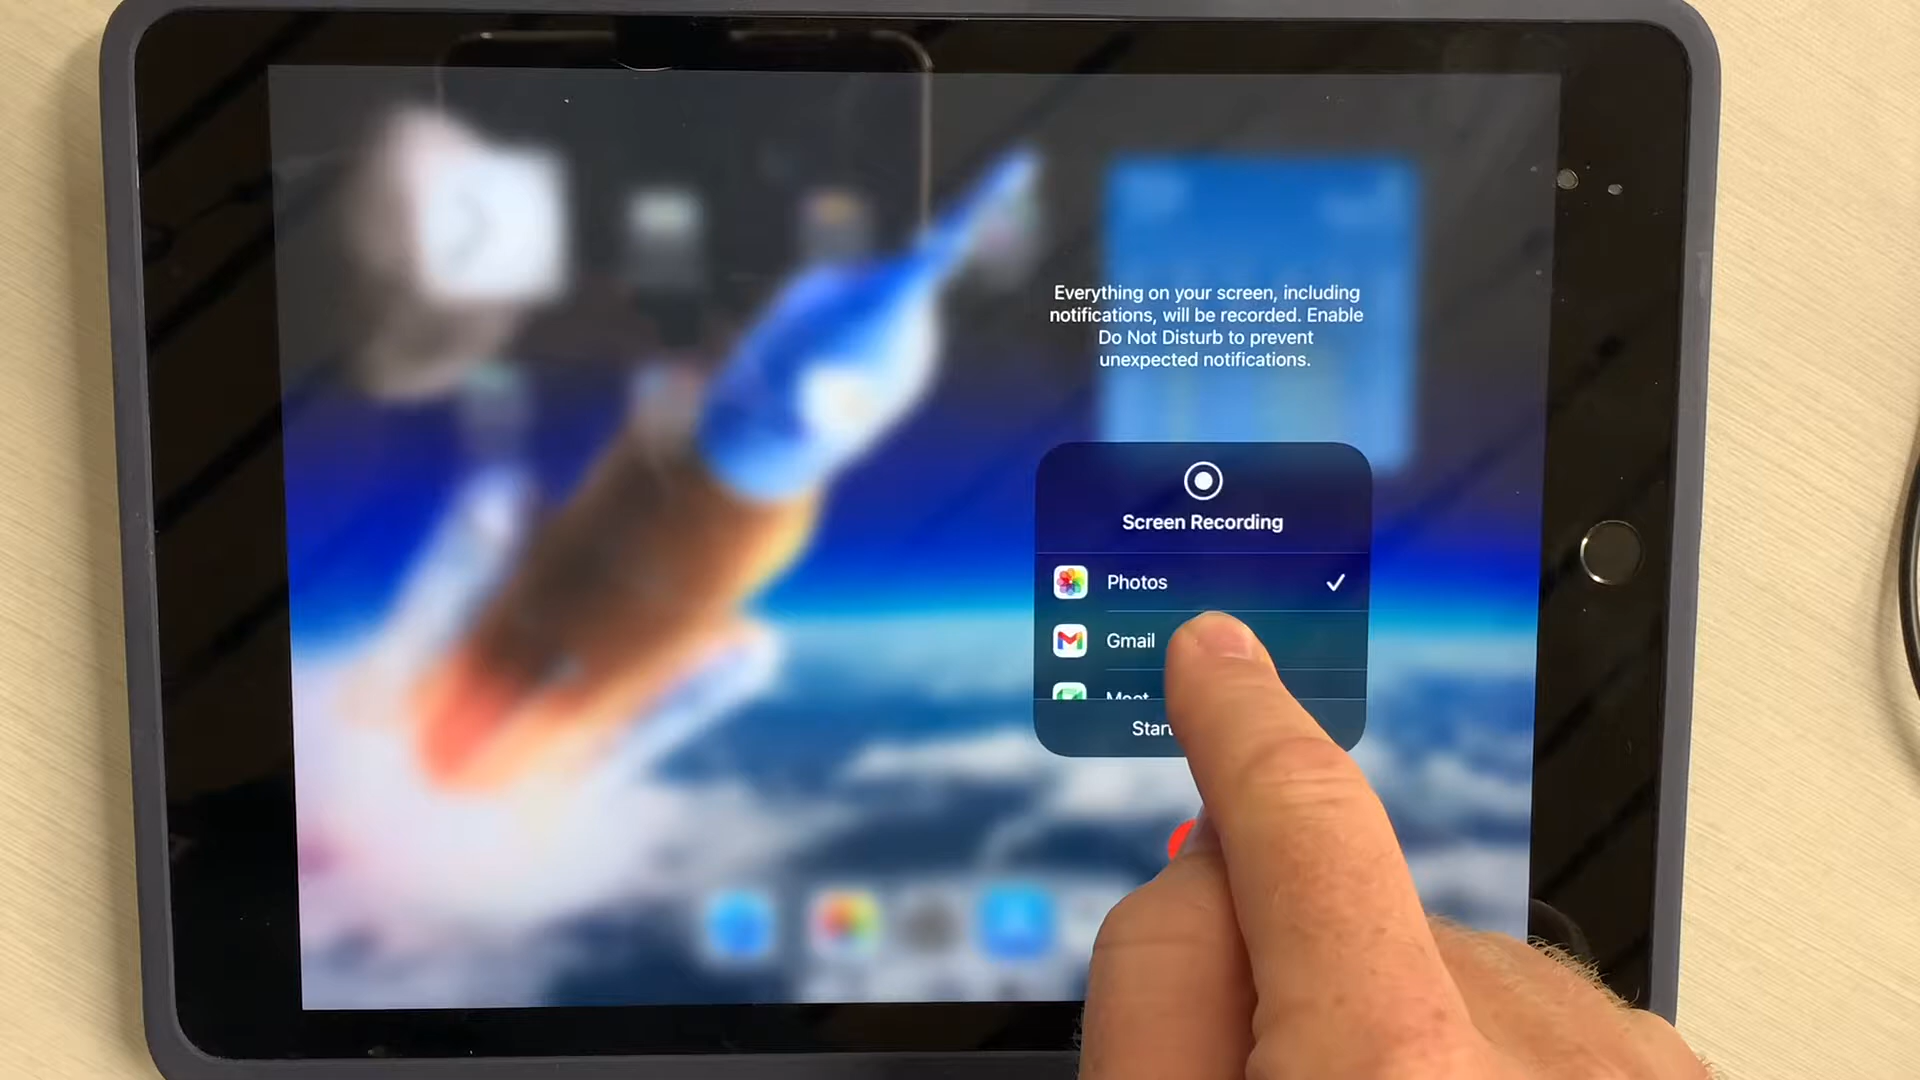 Everything on your screen, including
notifications, will be recorded. Enable
Do Not Disturb to prevent
unexpected notifications.
Screen Recording
Photos
Gmail
Meet
Start